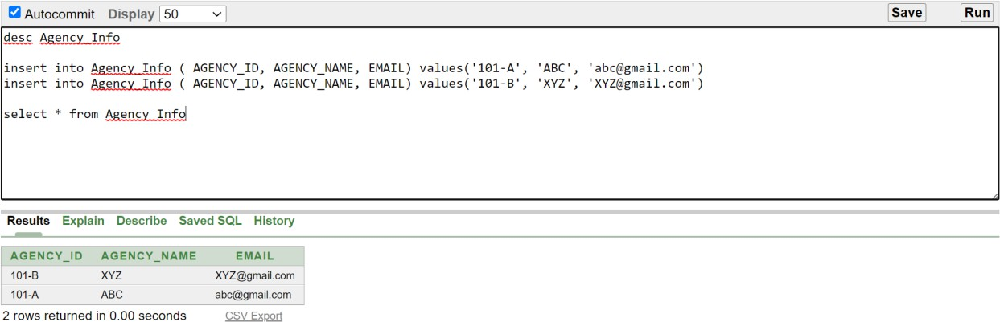 Autocommit Display 50 Save Run
desc Agency_Info
insert into Agency_Info ( AGENCY_ID, AGENCY_NAME, EMAIL) values('101-A', 'ABC', 'abc@gmail.com')
insert into Agency_Info ( AGENCY_ID, AGENCY_NAME, EMAIL) values('101-B', 'XYZ', 'XYZ@gmail.com')
select * from Agency_Info
Results Explain Describe Saved SQL History
AGENCY_ID AGENCY_NAME EMAIL
101-B XYZ XYZ@gmail.com
101-A ABC abc@gmail.com
2 rows returned in 0.00 seconds CSV Export